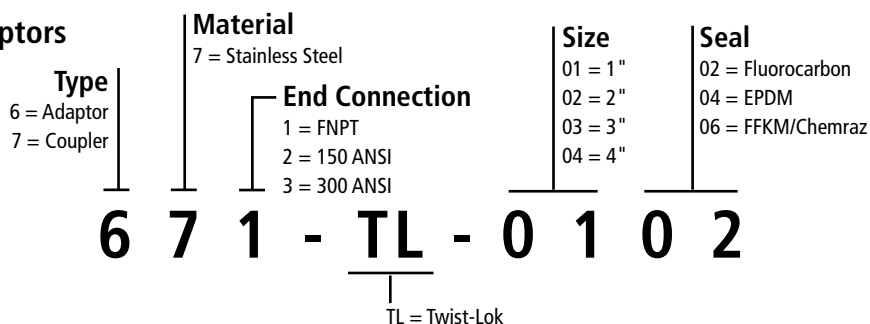 ptors
Type
6 = Adaptor
7 = Coupler
Material
7 = Stainless Steel
End Connection
1 = FNPT
2 = 150 ANSI
3 = 300 ANSI
Size
01 = 1"
02 = 2"
03 = 3"
04 = 4"
Seal
02 = Fluorocarbon
04 = EPDM
06 = FFKM/Chemraz
6 7 1 - TL - 0 1 0 2
TL = Twist-Lok